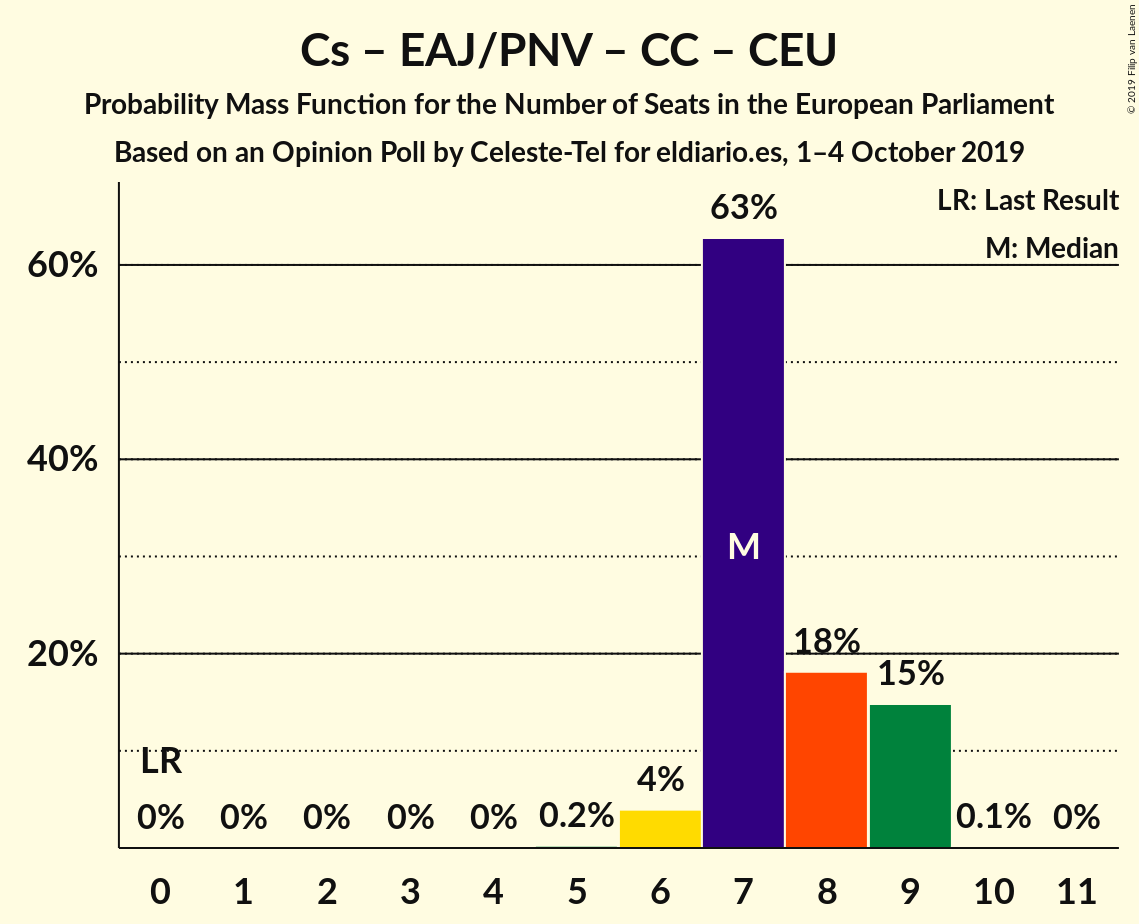 Cs – EAJ/PNV – CC – CEU
Probability Mass Function for the Number of Seats in the European Parliament
Based on an Opinion Poll by Celeste-Tel for eldiario.es, 1–4 October 2019
© 2019 Filip van Laenen
LR: Last Result
M: Median
60%
40%
20%
63%
M
18%
15%
LR
4%
0% 0% 0% 0% 0% 0.2% 0.1% 0%
0 1 2 3 4 5 6 7 8 9 10 11